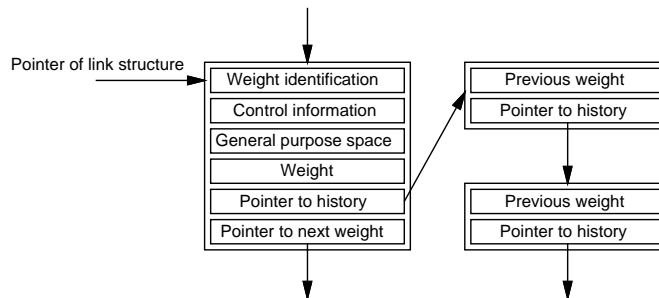 Pointer of link structure
Weight identification
Control information
General purpose space
Weight
Pointer to history
Pointer to next weight
Previous weight
Pointer to history
Previous weight
Pointer to history